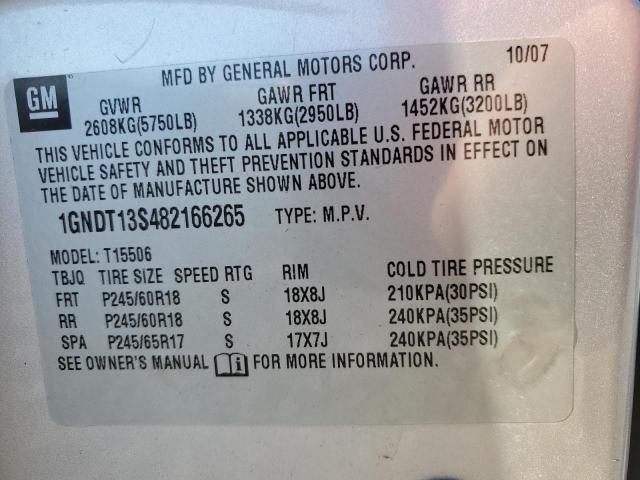 GM
MFD BY GENERAL MOTORS CORP. 10/07
GVWR GAWR FRT GAWR RR
2608KG(5750LB) 1338KG(2950LB) 1452KG(3200LB)
THIS VEHICLE CONFORMS TO ALL APPLICABLE U.S. FEDERAL MOTOR
VEHICLE SAFETY AND THEFT PREVENTION STANDARDS IN EFFECT ON
THE DATE OF MANUFACTURE SHOWN ABOVE.
1GNDT13S482166265 TYPE: M.P.V.
MODEL: T15506
TBJQ TIRE SIZE SPEED RTG RIM COLD TIRE PRESSURE
FRT P245/60R18 S 18X8J 210KPA(30PSI)
RR P245/60R18 S 18X8J 240KPA(35PSI)
SPA P245/65R17 S 17X7J 240KPA(35PSI)
SEE OWNER'S MANUAL FOR MORE INFORMATION.